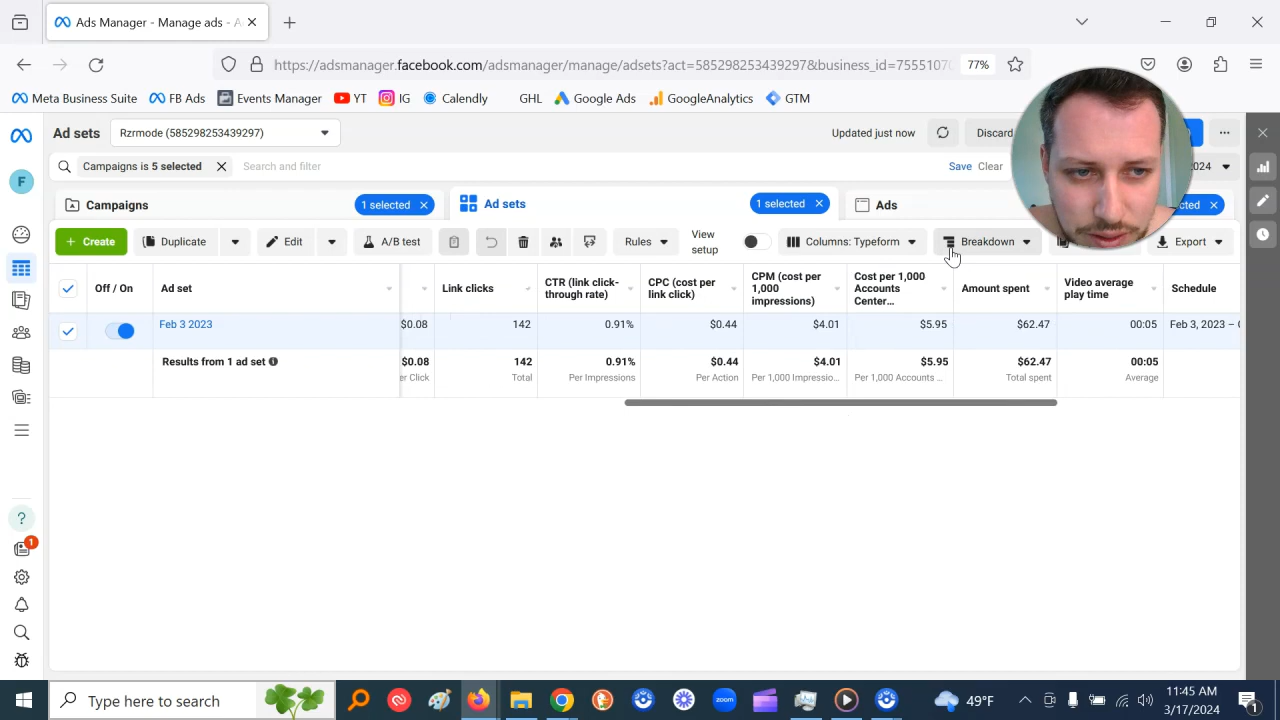 Ads Manager - Manage ads - A
https://adsmanager.facebook.com/adsmanager/manage/adsets?act=585298253439297&business_id=7555107
77%
Meta Business Suite
FB Ads
Events Manager
YT
IG
Calendly
GHL
Google Ads
GoogleAnalytics
GTM
Ad sets
Rzrmode (585298253439297)
Updated just now
Discard
Campaigns is 5 selected
Search and filter
Save
Clear
2024
Campaigns
1 selected
Ad sets
1 selected
Ads
Create
Duplicate
Edit
A/B test
Rules
View setup
Columns: Typeform
Breakdown
Export
Off / On
Ad set
Link clicks
CTR (link click-through rate)
CPC (cost per link click)
CPM (cost per 1,000 impressions)
Cost per 1,000 Accounts Center...
Amount spent
Video average play time
Schedule
Feb 3 2023
$0.08
142
0.91%
$0.44
$4.01
$5.95
$62.47
00:05
Feb 3, 2023 –
Results from 1 ad set
$0.08
142
0.91%
$0.44
$4.01
$5.95
$62.47
00:05
er Click
Total
Per Impressions
Per Action
Per 1,000 Impressio...
Per 1,000 Accounts ...
Total spent
Average
F
1
Type here to search
zoom
49°F
11:45 AM
3/17/2024
1